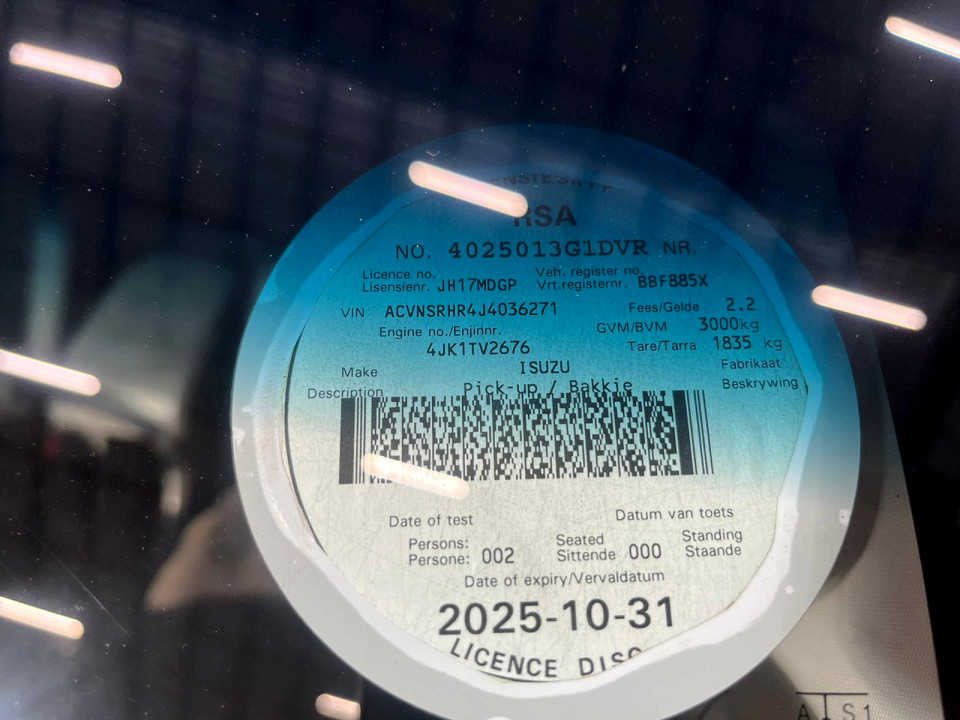 RSA
NO. 4025013G1DVR NR.
Licence no. Veh. register no.
Lisensienr. JH17MDGP Vrt.registernr. BBF885X
VIN ACVNSRHR4J4036271 Fees/Gelde 2.2
Engine no./Enjinnr. GVM/BVM 3000kg
4JK1TV2676 Tare/Tarra 1835 kg
Make ISUZU Fabrikaat
Description Pick-up / Bakkie Beskrywing
Date of test Datum van toets
Persons: Seated Standing
Persone: 002 Sittende 000 Staande
Date of expiry/Vervaldatum
2025-10-31
LICENCE DISC